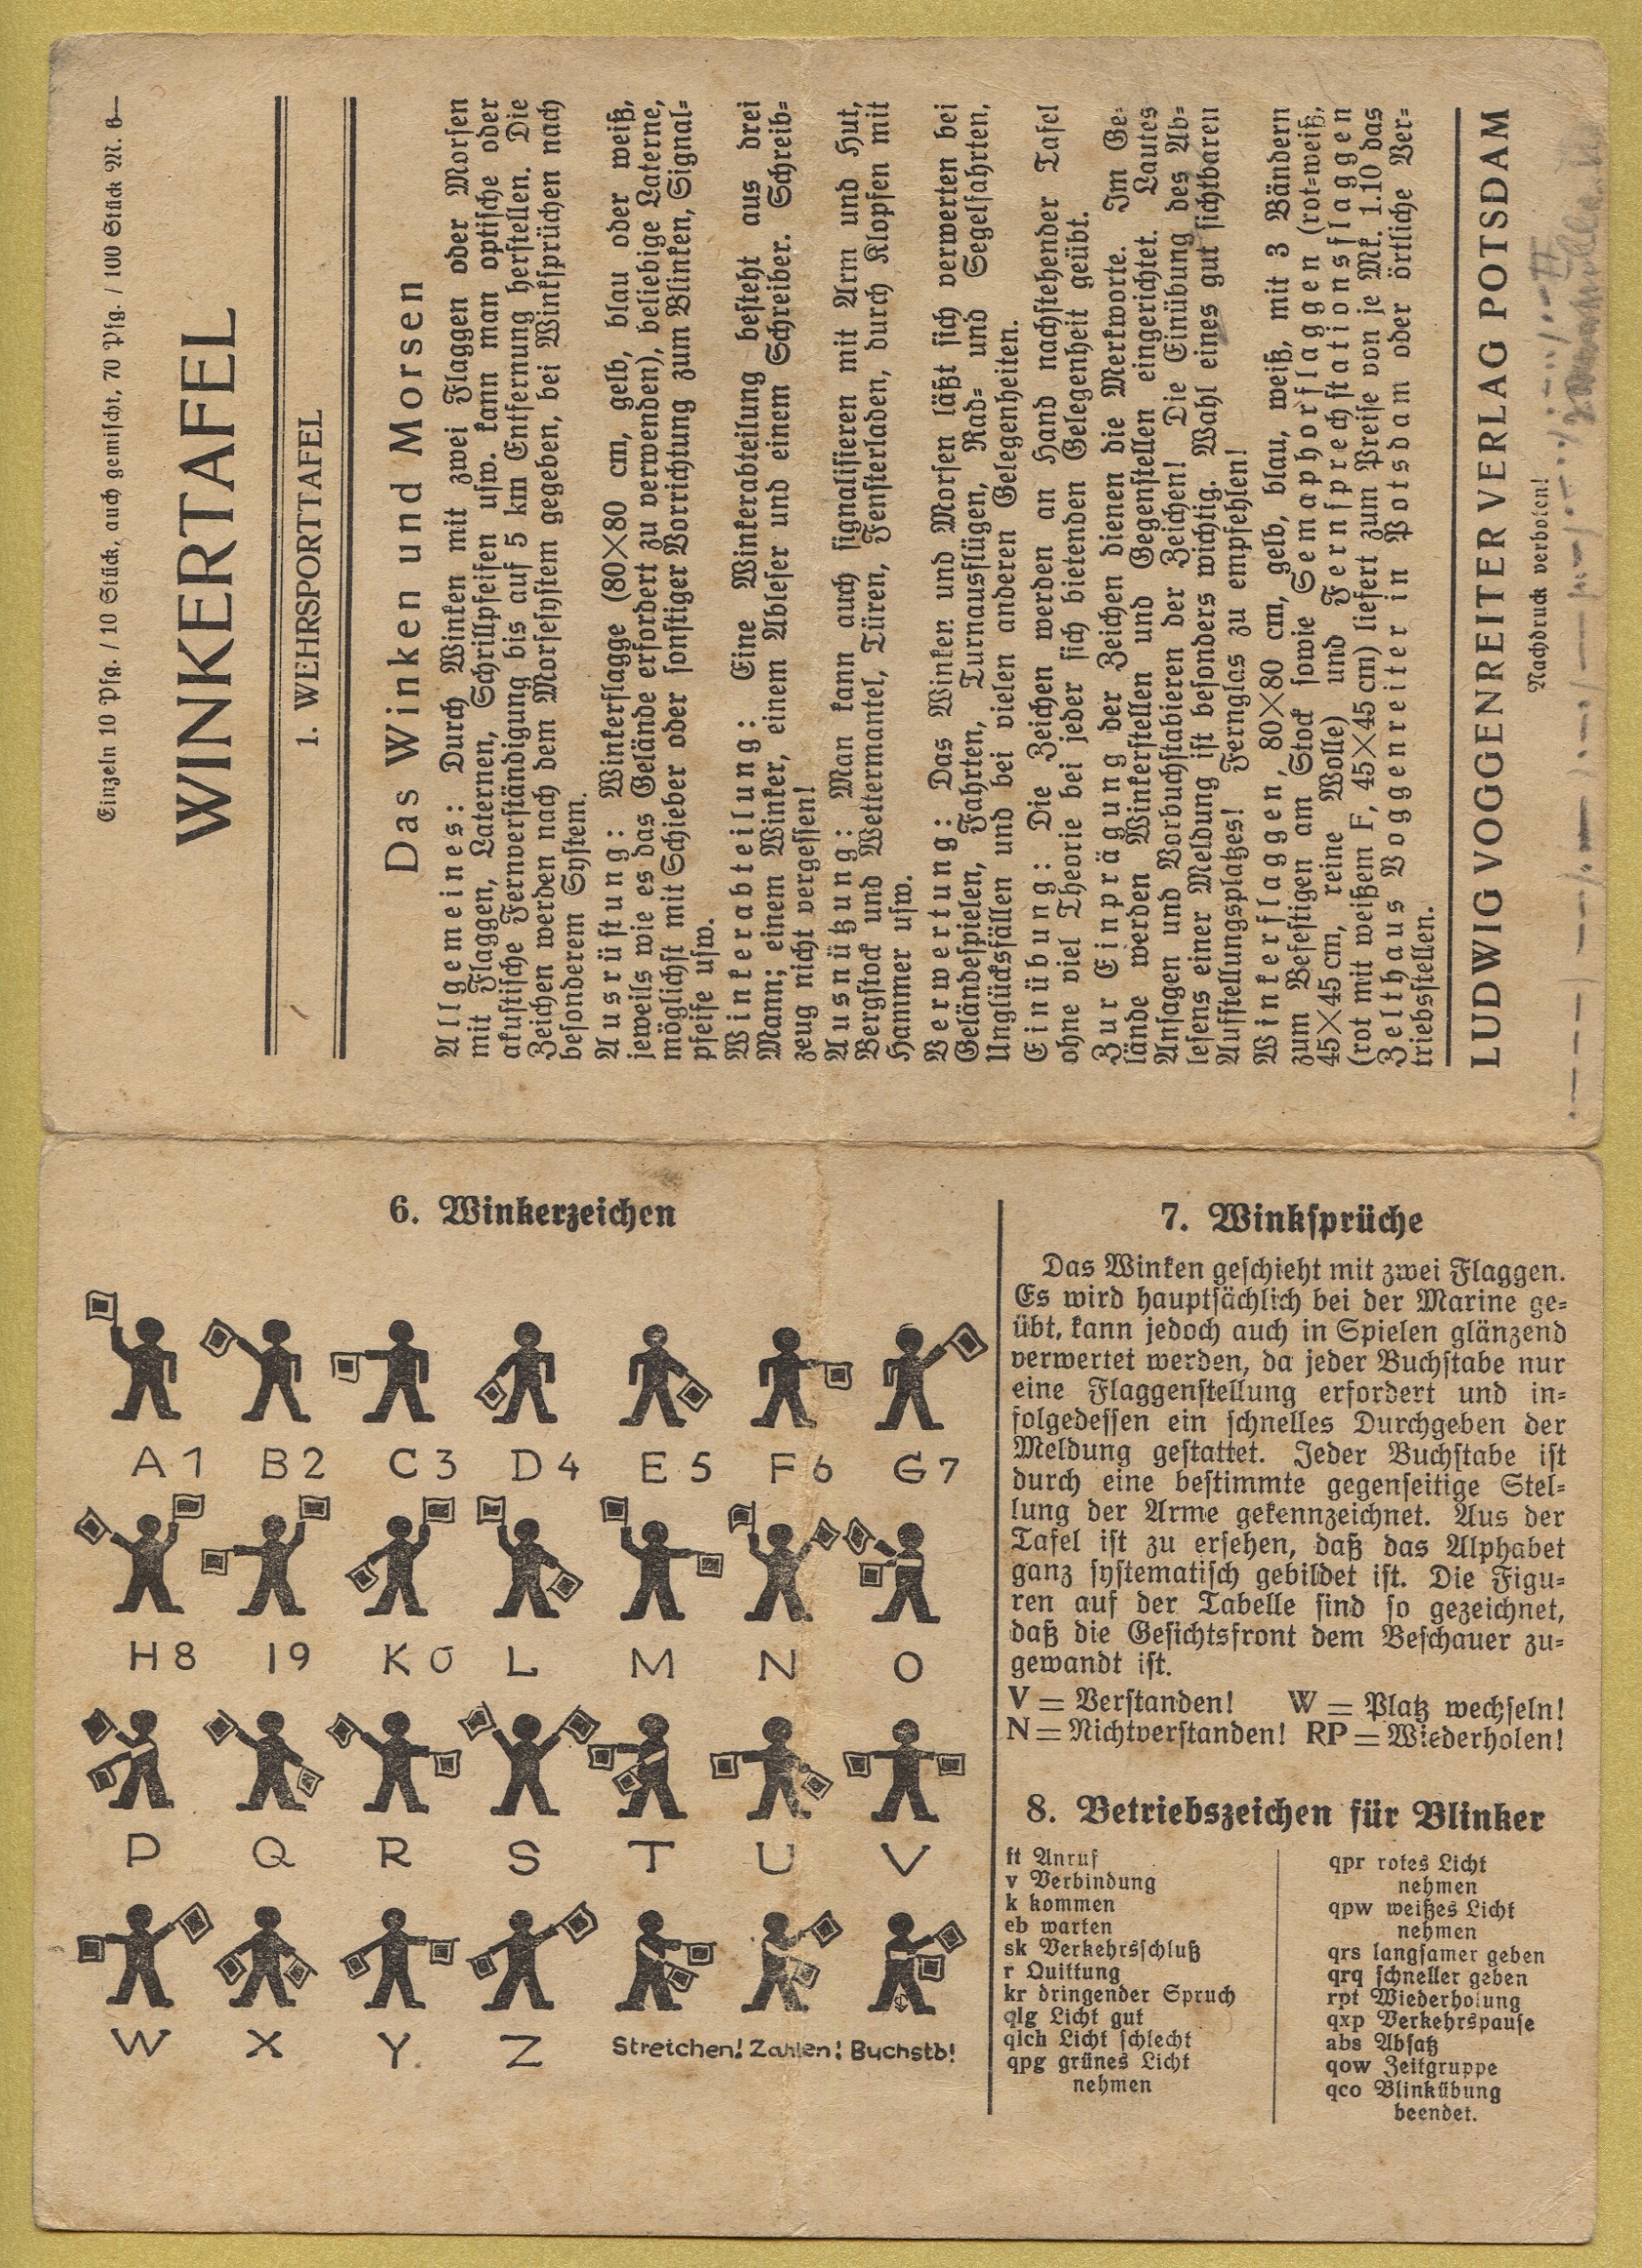 Einzeln 10 Pfg. / 10 Stück, auch gemischt, 70 Pfg. / 100 Stück M. 6—
WINKERTAFEL
1. WEHRSPORTTAFEL
Das Winken und Morsen
Allgemeines: Durch Winken mit zwei Flaggen oder Morsen
mit Flaggen, Laternen, Schrillpfeifen usw. kann man optische oder
akustische Fernverständigung bis auf 5 km Entfernung herstellen. Die
Zeichen werden nach dem Morsesystem gegeben, bei Winksprüchen nach
besonderem System.
Ausrüstung: Winkerflagge (80×80 cm, gelb, blau oder weiß,
jeweils wie es das Gelände erfordert zu verwenden), beliebige Laterne,
möglichst mit Schieber oder sonstiger Vorrichtung zum Blinken, Signal-
pfeife usw.
Winkerabteilung: Eine Winkerabteilung besteht aus drei
Mann; einem Winker, einem Ableser und einem Schreiber. Schreib-
zeug nicht vergessen!
Ausnützung: Man kann auch signalisieren mit Arm und Hut,
Bergstock und Wettermantel, Türen, Fensterladen, durch Klopfen mit
Hammer usw.
Verwertung: Das Winken und Morsen läßt sich verwerten bei
Geländespielen, Fahrten, Turnausflügen, Rad- und Segelfahrten,
Unglücksfällen und bei vielen anderen Gelegenheiten.
Einübung: Die Zeichen werden an Hand nachstehender Tafel
ohne viel Theorie bei jeder sich bietenden Gelegenheit geübt.
Zur Einprägung der Zeichen dienen die Merkworte. Im Ge-
lände werden Winkerstellen und Gegenstellen eingerichtet. Lautes
Ansagen und Vorbuchstabieren der Zeichen! Die Einübung des Ab-
lesens einer Meldung ist besonders wichtig. Wahl eines gut sichtbaren
Aufstellungsplatzes! Fernglas zu empfehlen!
Winkerflaggen, 80×80 cm, gelb, blau, weiß, mit 3 Bändern
zum Befestigen am Stock sowie Semaphorflaggen (rot-weiß,
45×45 cm, reine Wolle) und Fernsprechstationsflaggen
(rot mit weißem F, 45×45 cm) liefert zum Preise von je Mk. 1.10 das
Zelthaus Voggenreiter in Potsdam oder örtliche Ver-
triebsstellen.
LUDWIG VOGGENREITER VERLAG POTSDAM
Nachdruck verboten!
6. Winkerzeichen
A 1 B 2 C 3 D 4 E 5 F 6 G 7
H 8 I 9 K 0 L M N O
P Q R S T U V
W X Y Z Streichen! Zahlen! Buchstb!
7. Winksprüche
Das Winken geschieht mit zwei Flaggen.
Es wird hauptsächlich bei der Marine ge-
übt, kann jedoch auch in Spielen glänzend
verwertet werden, da jeder Buchstabe nur
eine Flaggenstellung erfordert und in-
folgedessen ein schnelles Durchgeben der
Meldung gestattet. Jeder Buchstabe ist
durch eine bestimmte gegenseitige Stel-
lung der Arme gekennzeichnet. Aus der
Tafel ist zu ersehen, daß das Alphabet
ganz systematisch gebildet ist. Die Figu-
ren auf der Tabelle sind so gezeichnet,
daß die Gesichtsfront dem Beschauer zu-
gewandt ist.
V = Verstanden! W = Platz wechseln!
N = Nichtverstanden! RP = Wiederholen!
8. Betriebszeichen für Blinker
ft Anruf
v Verbindung
k kommen
eb warten
sk Verkehrsschluß
r Quittung
kr dringender Spruch
qlg Licht gut
qlch Licht schlecht
qpg grünes Licht
nehmen
qpr rotes Licht
nehmen
qpw weißes Licht
nehmen
qrs langsamer geben
qrq schneller geben
rpt Wiederholung
qxp Verkehrspause
abs Absatz
qow Zeitgruppe
qco Blinkübung
beendet.